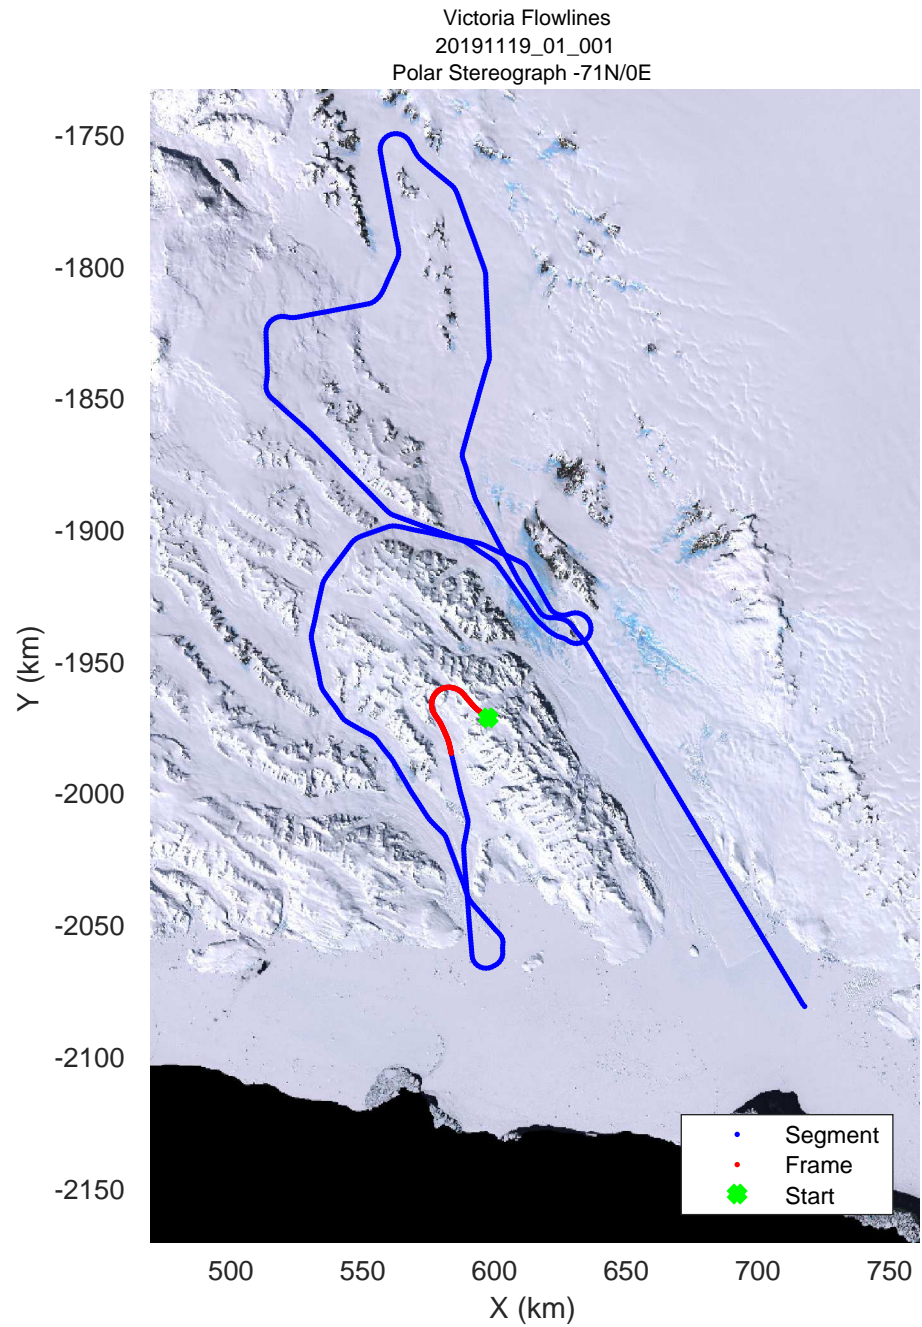 Victoria Flowlines
20191119_01_001
Polar Stereograph -71N/0E
-1750
-1800
-1850
-1900
-1950
-2000
-2050
-2100
-2150
Y (km)
Segment
Frame
Start
500
550
600
650
700
750
X (km)